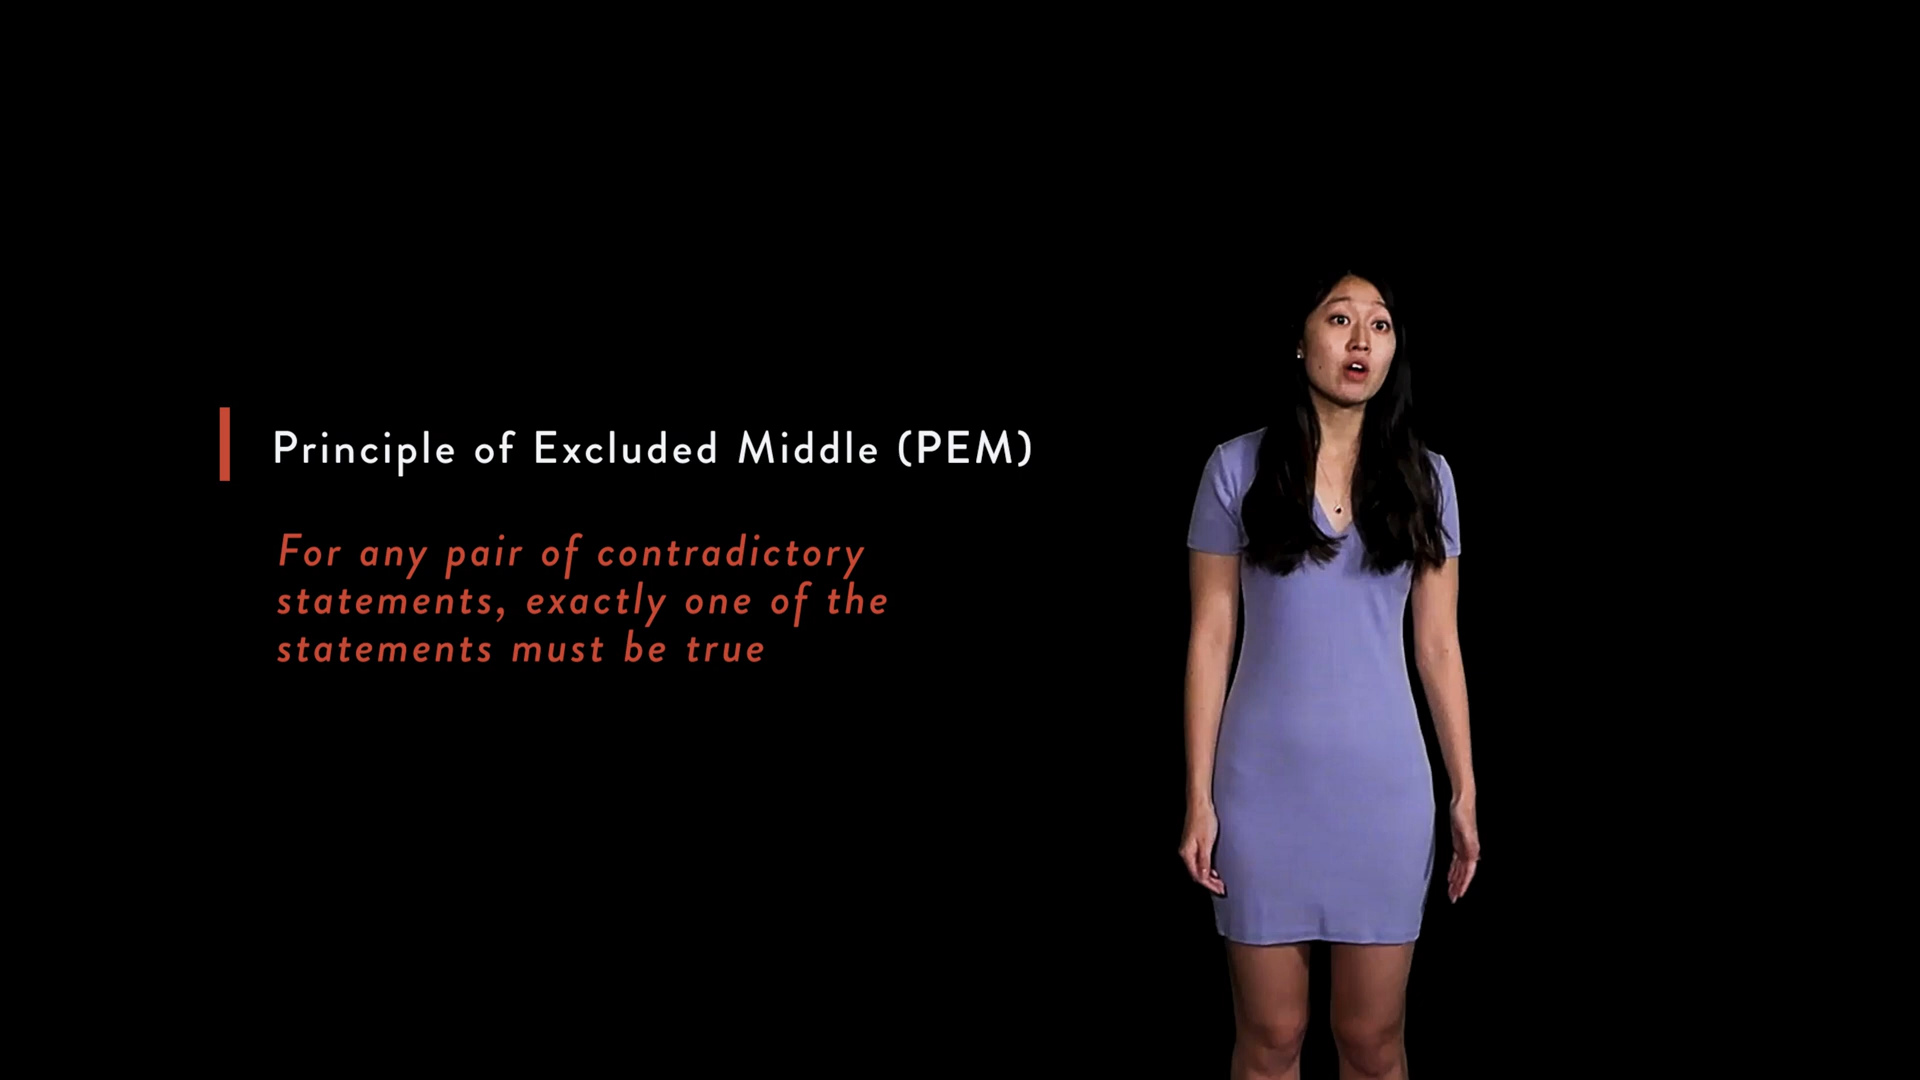 Principle of Excluded Middle (PEM)
For any pair of contradictory
statements, exactly one of the
statements must be true